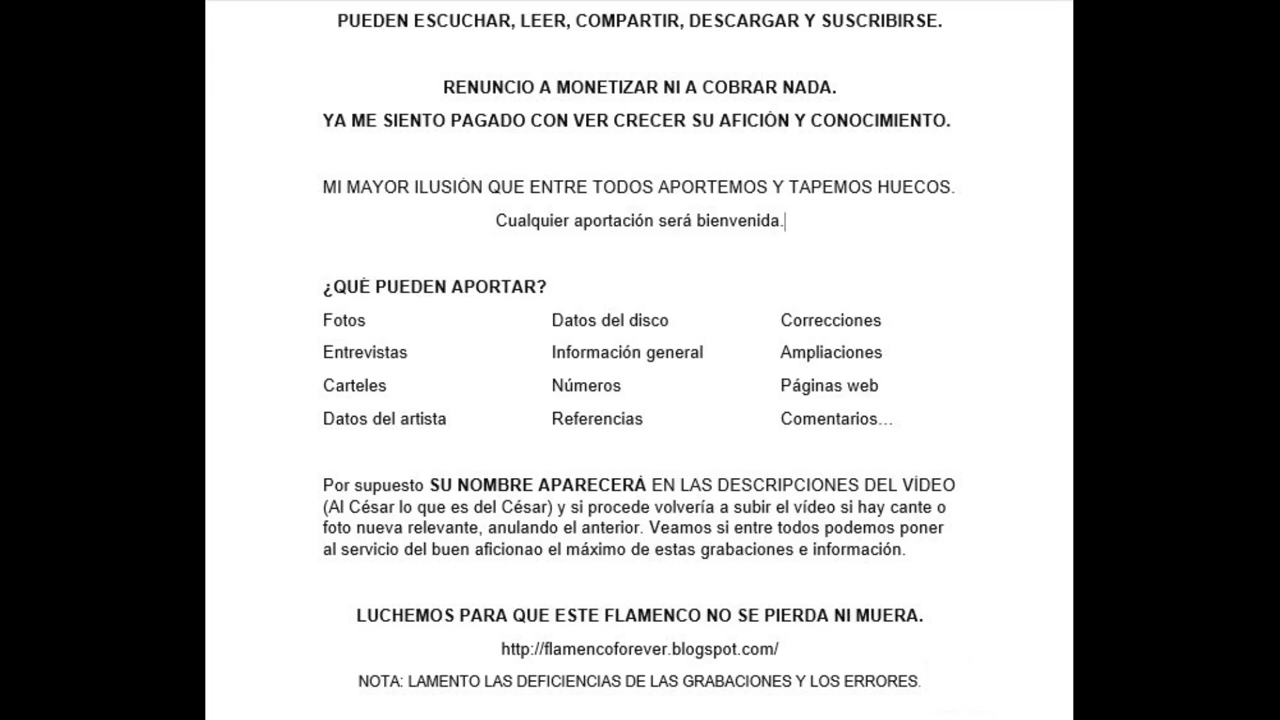 PUEDEN ESCUCHAR, LEER, COMPARTIR, DESCARGAR Y SUSCRIBIRSE.
RENUNCIO A MONETIZAR NI A COBRAR NADA.
YA ME SIENTO PAGADO CON VER CRECER SU AFICIÓN Y CONOCIMIENTO.
MI MAYOR ILUSIÓN QUE ENTRE TODOS APORTEMOS Y TAPEMOS HUECOS.
Cualquier aportación será bienvenida.
¿QUÉ PUEDEN APORTAR?
Fotos Datos del disco Correcciones
Entrevistas Información general Ampliaciones
Carteles Números Páginas web
Datos del artista Referencias Comentarios...
Por supuesto SU NOMBRE APARECERÁ EN LAS DESCRIPCIONES DEL VÍDEO
(Al César lo que es del César) y si procede volvería a subir el vídeo si hay cante o
foto nueva relevante, anulando el anterior. Veamos si entre todos podemos poner
al servicio del buen aficionao el máximo de estas grabaciones e información.
LUCHEMOS PARA QUE ESTE FLAMENCO NO SE PIERDA NI MUERA.
http://flamencoforever.blogspot.com/
NOTA: LAMENTO LAS DEFICIENCIAS DE LAS GRABACIONES Y LOS ERRORES.